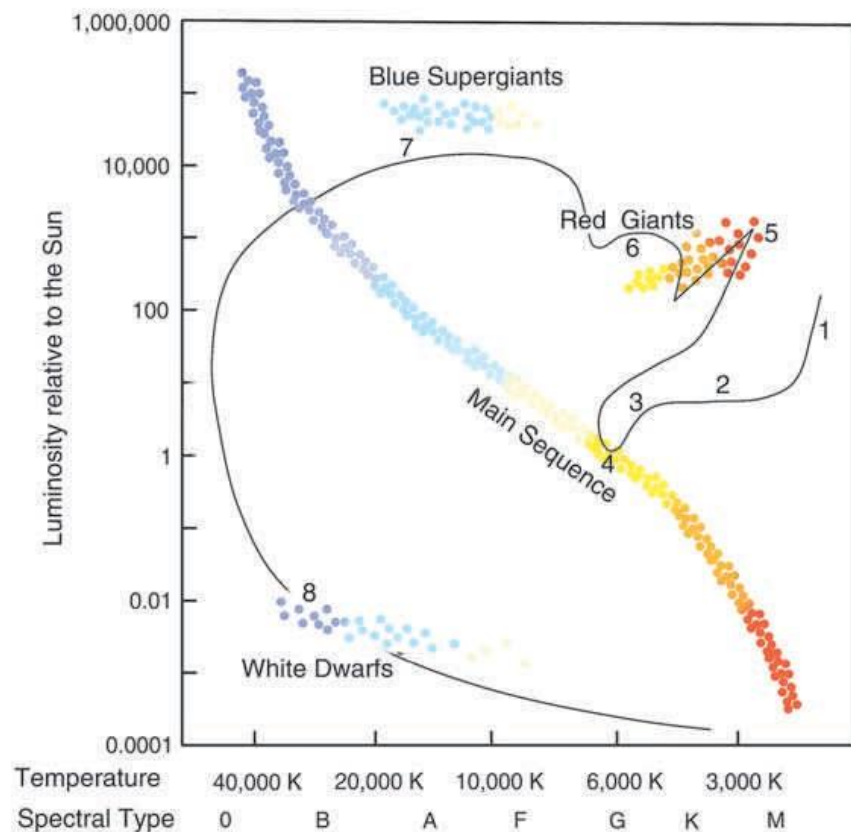 1,000,000
Blue Supergiants
7
10,000
Red Giants
6
5
100
1
2
3
Main Sequence
1
4
0.01
8
White Dwarfs
0.0001
Luminosity relative to the Sun
Temperature 40,000 K 20,000 K 10,000 K 6,000 K 3,000 K
Spectral Type 0 B A F G K M